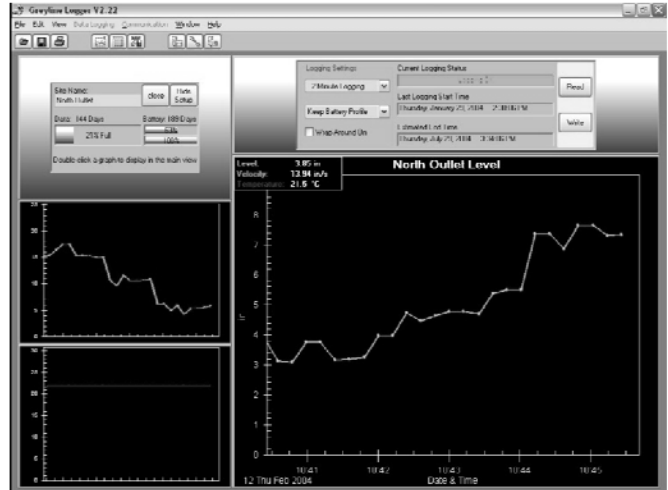 Greyline Logger V2.22
File Edit View Data Logging Communication Window Help
Site Name:
North Outlet
close
Hide Setup
Data: 144 Days
Battery: 189 Days
21% Full
100%
Double-click a graph to display in the main view
Logging Settings
2 Minute Logging
Keep Battery Profile
Wrap Around On
Current Logging Status
Last Logging Start Time
Thursday, January 29, 2004
Estimated End Time
Read
Write
Level: 3.85 in
Velocity: 13.94 m/s
Temperature: 21.5 °C
North Outlet Level
8
7
6
5
4
3
2
1
0
in
10:41 10:42 10:43 10:44 10:45
12 Thu Feb 2004 Date & Time